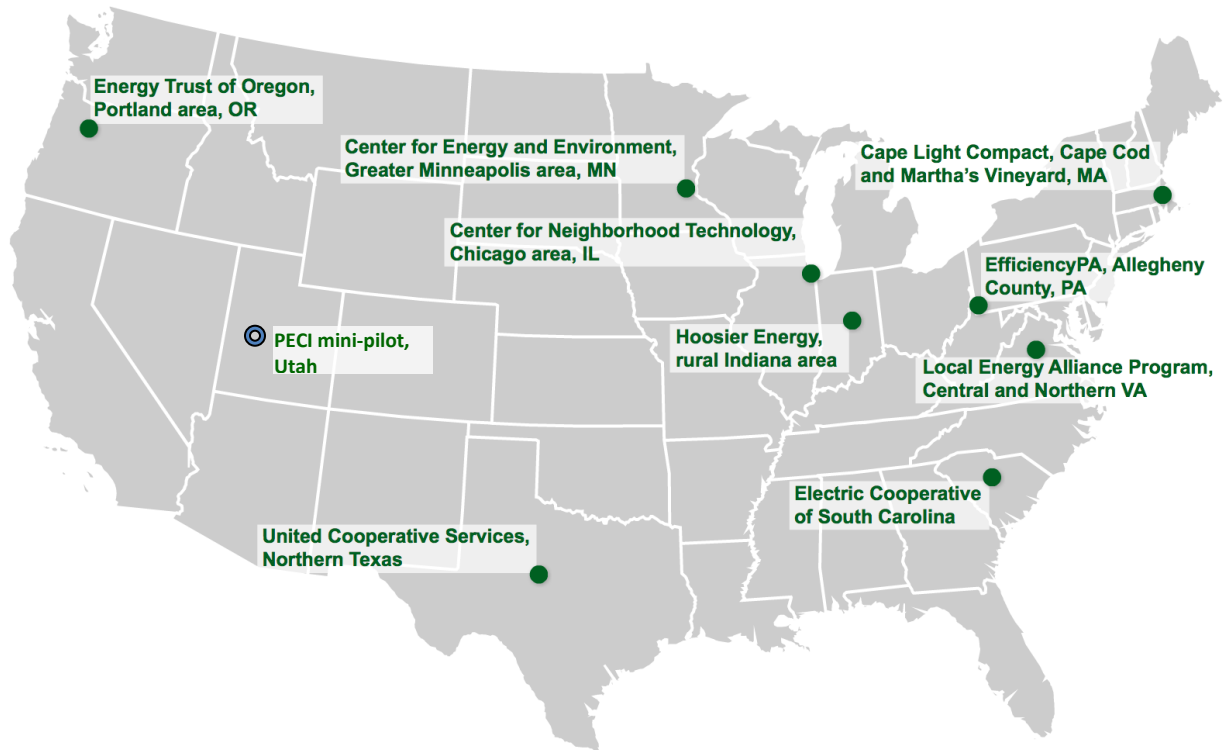 Energy Trust of Oregon,
Portland area, OR
Center for Energy and Environment,
Greater Minneapolis area, MN
Cape Light Compact, Cape Cod
and Martha's Vineyard, MA
Center for Neighborhood Technology,
Chicago area, IL
EfficiencyPA, Allegheny
County, PA
PECI mini-pilot,
Utah
Hoosier Energy,
rural Indiana area
Local Energy Alliance Program,
Central and Northern VA
Electric Cooperative
of South Carolina
United Cooperative Services,
Northern Texas